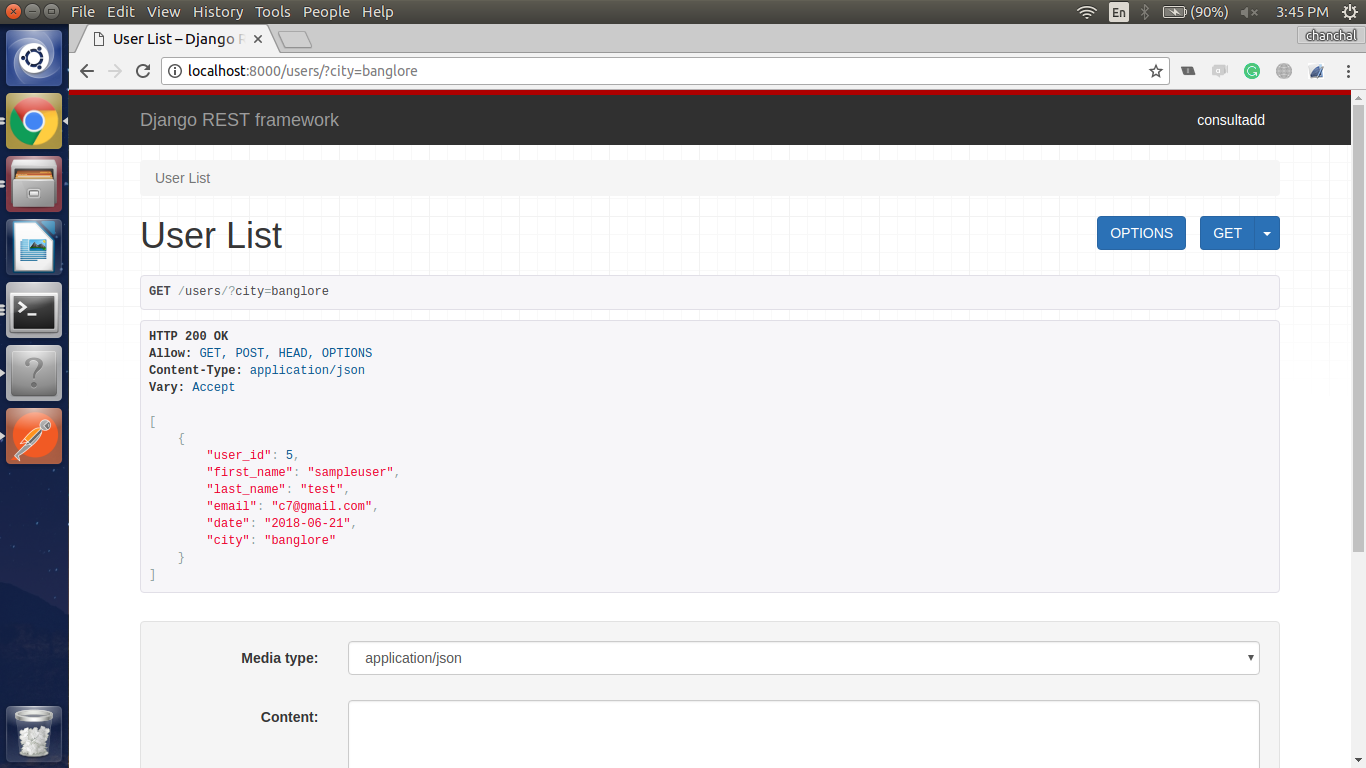 File Edit View History Tools People Help
En (90%) 3:45 PM
User List – Django R
chanchal
localhost:8000/users/?city=banglore
Django REST framework consultadd
User List
User List OPTIONS GET
GET /users/?city=banglore
HTTP 200 OK
Allow: GET, POST, HEAD, OPTIONS
Content-Type: application/json
Vary: Accept
[
{
"user_id": 5,
"first_name": "sampleuser",
"last_name": "test",
"email": "c7@gmail.com",
"date": "2018-06-21",
"city": "banglore"
}
]
Media type: application/json
Content: